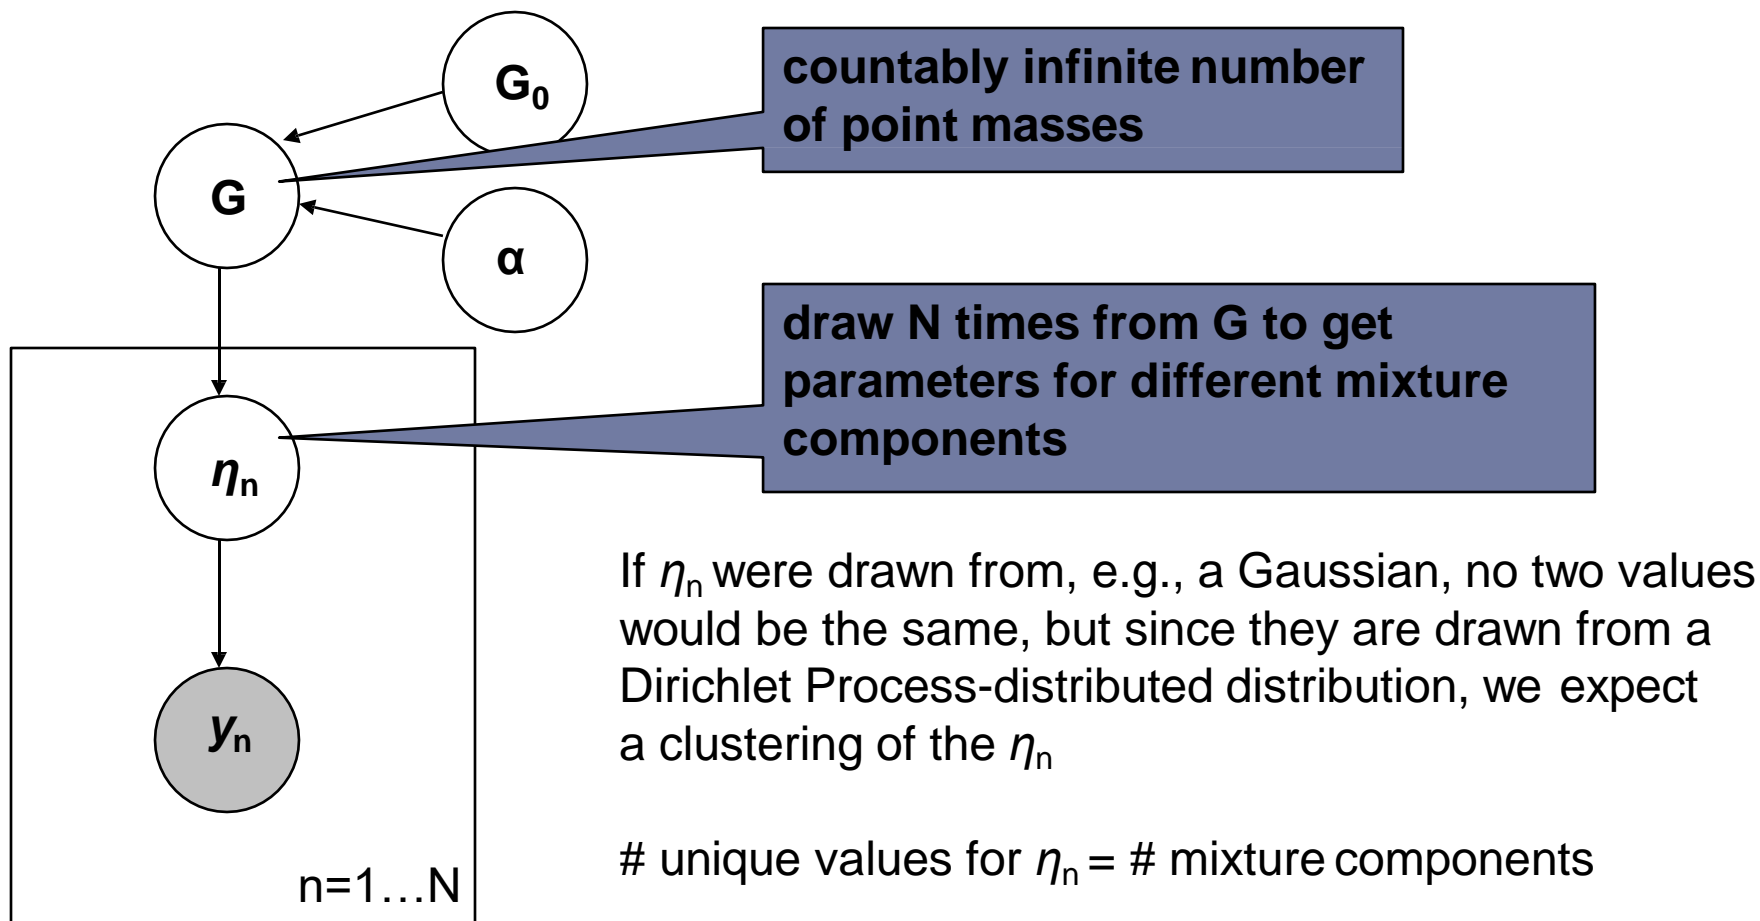 G₀
countably infinite number
of point masses
G
α
draw N times from G to get
parameters for different mixture
components
ηₙ
If ηₙ were drawn from, e.g., a Gaussian, no two values
would be the same, but since they are drawn from a
Dirichlet Process-distributed distribution, we expect
a clustering of the ηₙ
yₙ
# unique values for ηₙ = # mixture components
n=1…N